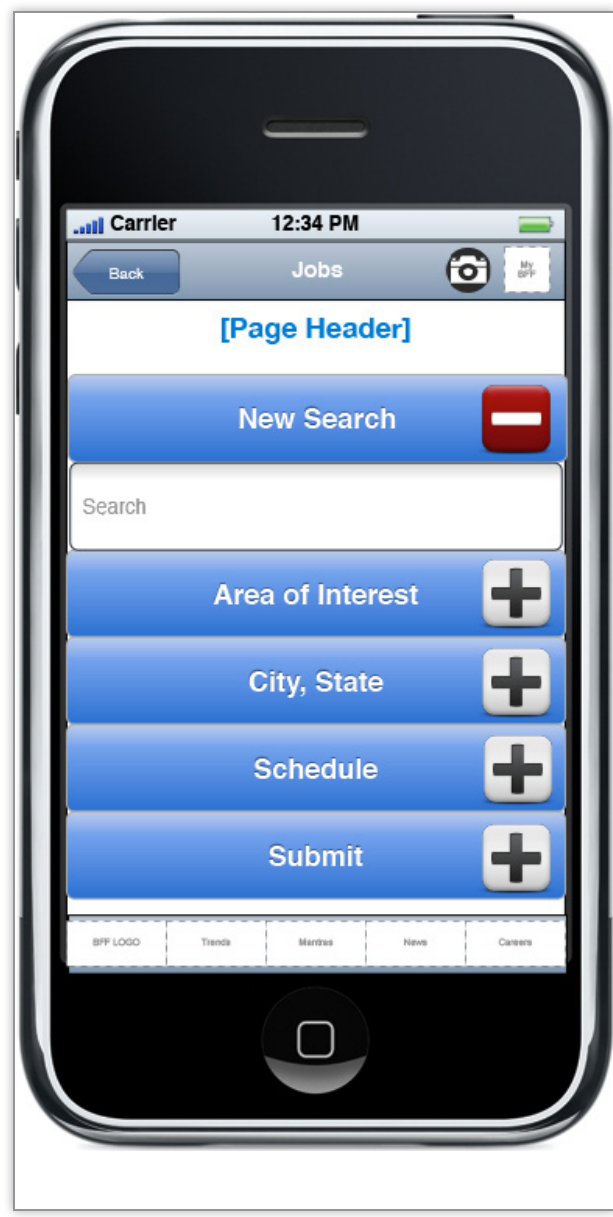 Carrier 12:34 PM
Back Jobs My
BFF
[Page Header]
New Search
Search
Area of Interest
City, State
Schedule
Submit
BFF LOGO Trends Mantras News Careers